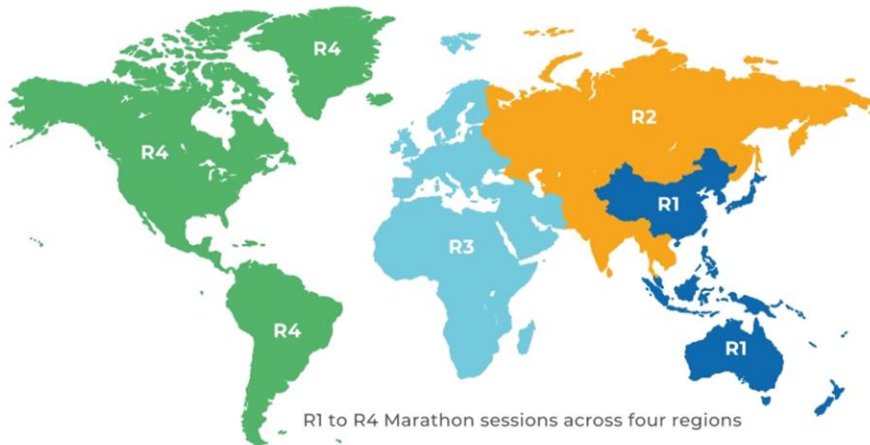 R4
R4
R2
R1
R3
R4
R1
R1 to R4 Marathon sessions across four regions